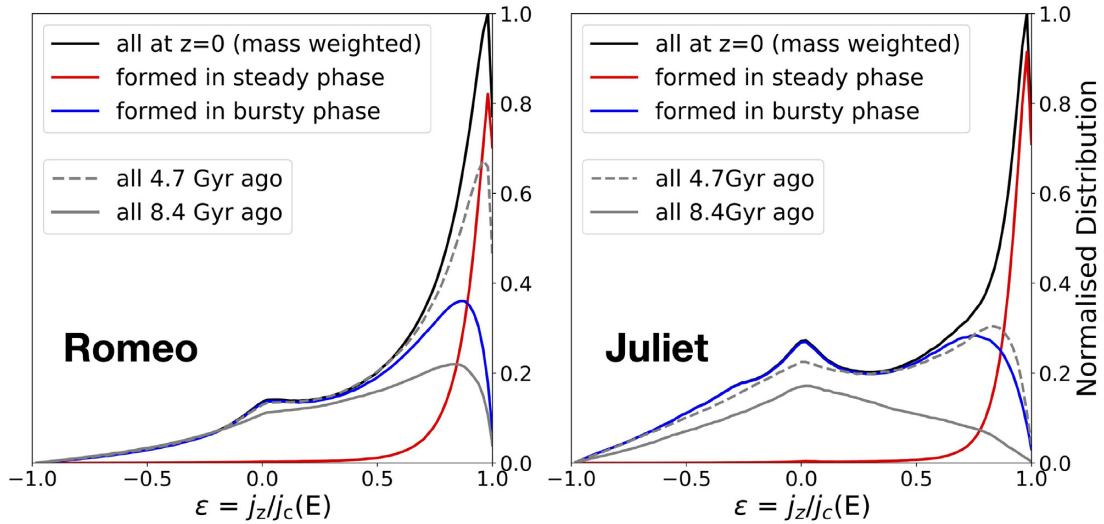 all at z=0 (mass weighted)
formed in steady phase
formed in bursty phase
all 4.7 Gyr ago
all 8.4 Gyr ago
Romeo
1.0
0.8
0.6
0.4
0.2
0.0
−1.0
−0.5
0.0
0.5
1.0
ε = j_z/j_c(E)
all at z=0 (mass weighted)
formed in steady phase
formed in bursty phase
all 4.7Gyr ago
all 8.4Gyr ago
Juliet
1.0
0.8
0.6
0.4
0.2
0.0
−1.0
−0.5
0.0
0.5
1.0
ε = j_z/j_c(E)
Normalised Distribution